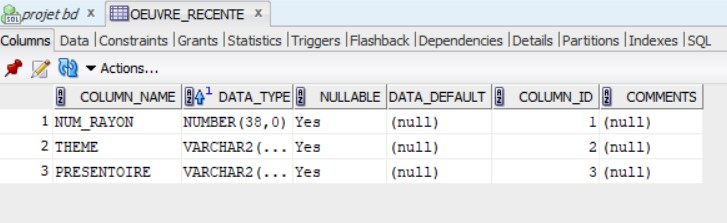 projet bd x OEUVRE_RECENTE x
Columns Data Constraints Grants Statistics Triggers Flashback Dependencies Details Partitions Indexes SQL
Actions...
COLUMN_NAME 1 DATA_TYPE NULLABLE DATA_DEFAULT COLUMN_ID COMMENTS
1 NUM_RAYON NUMBER(38,0) Yes (null) 1 (null)
2 THEME VARCHAR2(... Yes (null) 2 (null)
3 PRESENTOIRE VARCHAR2(... Yes (null) 3 (null)